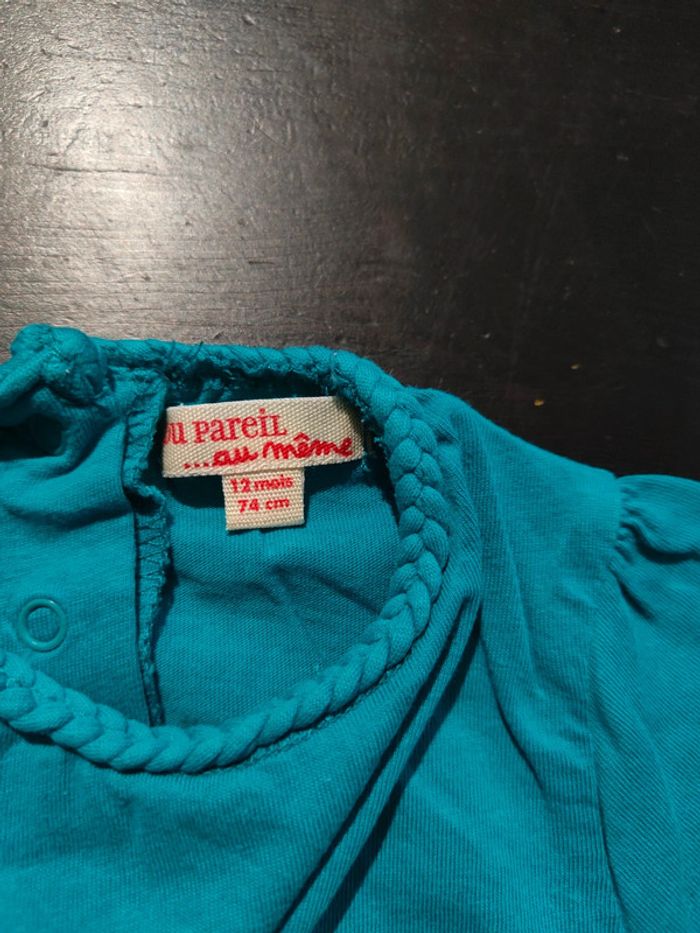 ou Pareil
...au même
12 mois
74 cm